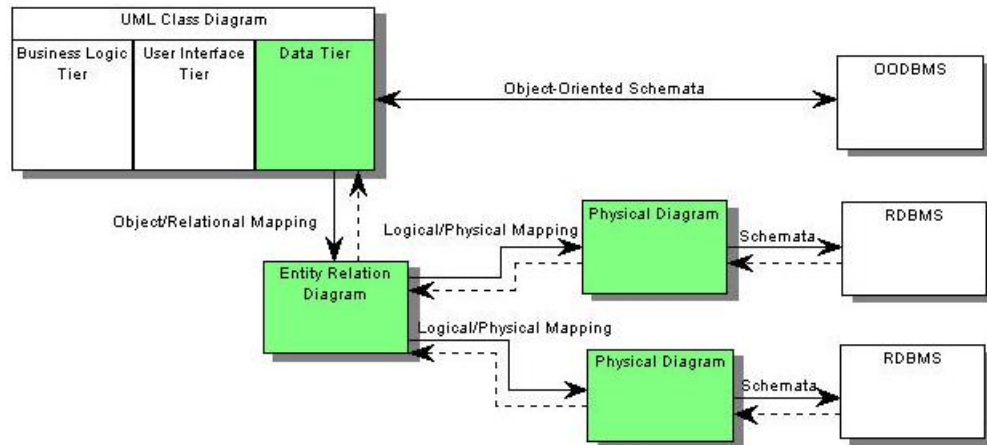 UML Class Diagram
Business Logic
Tier
User Interface
Tier
Data Tier
Object-Oriented Schemata
OODBMS
Object/Relational Mapping
Logical/Physical Mapping
Physical Diagram
Schemata
RDBMS
Entity Relation
Diagram
Logical/Physical Mapping
Physical Diagram
Schemata
RDBMS